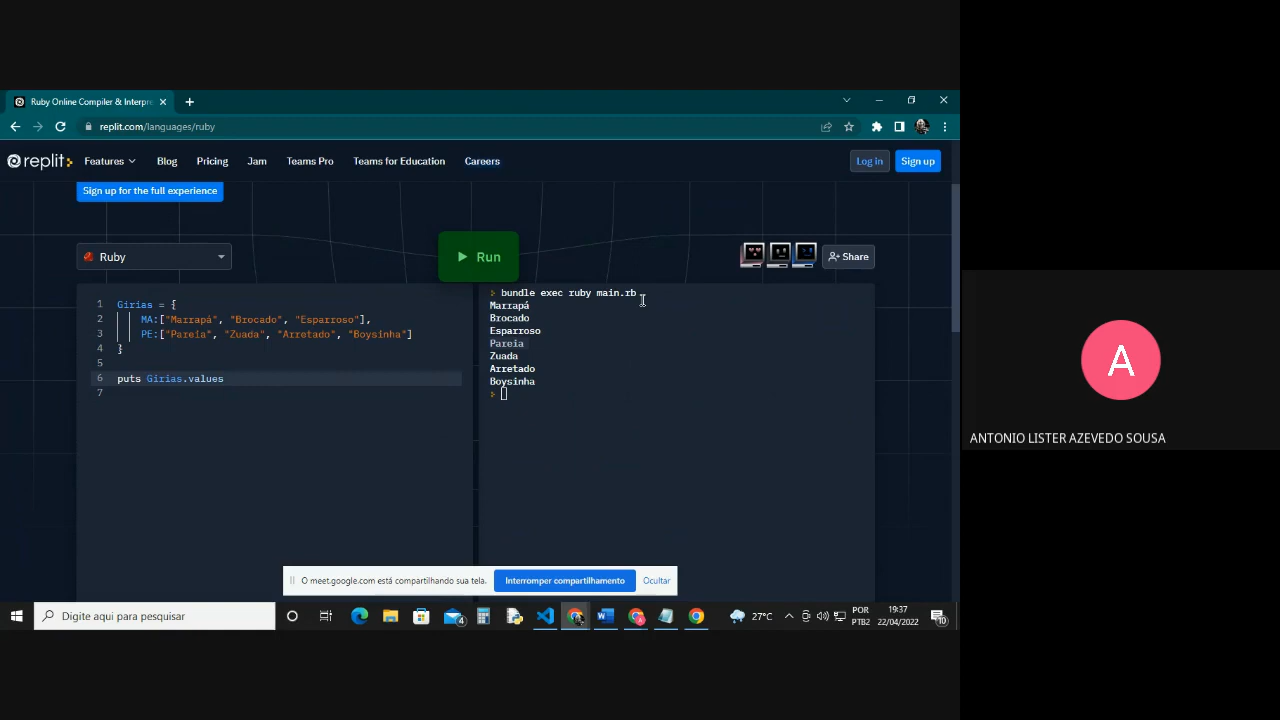 Ruby Online Compiler & Interpre
replit.com/languages/ruby
replit
Features
Blog
Pricing
Jam
Teams Pro
Teams for Education
Careers
Log in
Sign up
Sign up for the full experience
Ruby
Run
Share
1 Girias = {
2 MA:["Marrapá", "Brocado", "Esparroso"],
3 PE:["Pareia", "Zuada", "Arretado", "Boysinha"]
4 }
5
6 puts Girias.values
7
> bundle exec ruby main.rb
Marrapá
Brocado
Esparroso
Pareia
Zuada
Arretado
Boysinha
>
A
ANTONIO LISTER AZEVEDO SOUSA
O meet.google.com está compartilhando sua tela.
Interromper compartilhamento
Ocultar
Digite aqui para pesquisar
4
27°C
POR
PTB2
19:37
22/04/2022
10